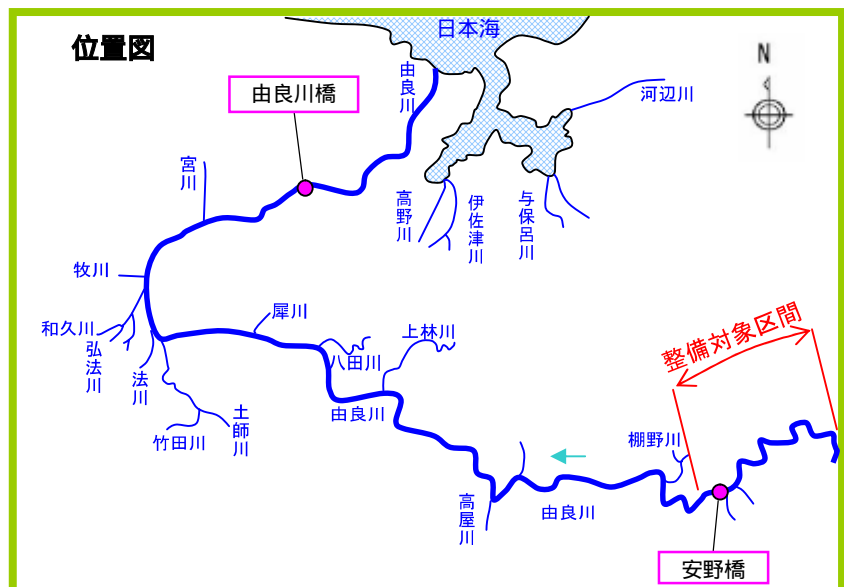 位置図
日本海
N
由良川橋
由良川
河辺川
宮川
高野川
伊佐津川
与保呂川
牧川
犀川
和久川
弘法川
法川
八田川
上林川
整備対象区間
由良川
土師川
竹田川
棚野川
高屋川
由良川
安野橋